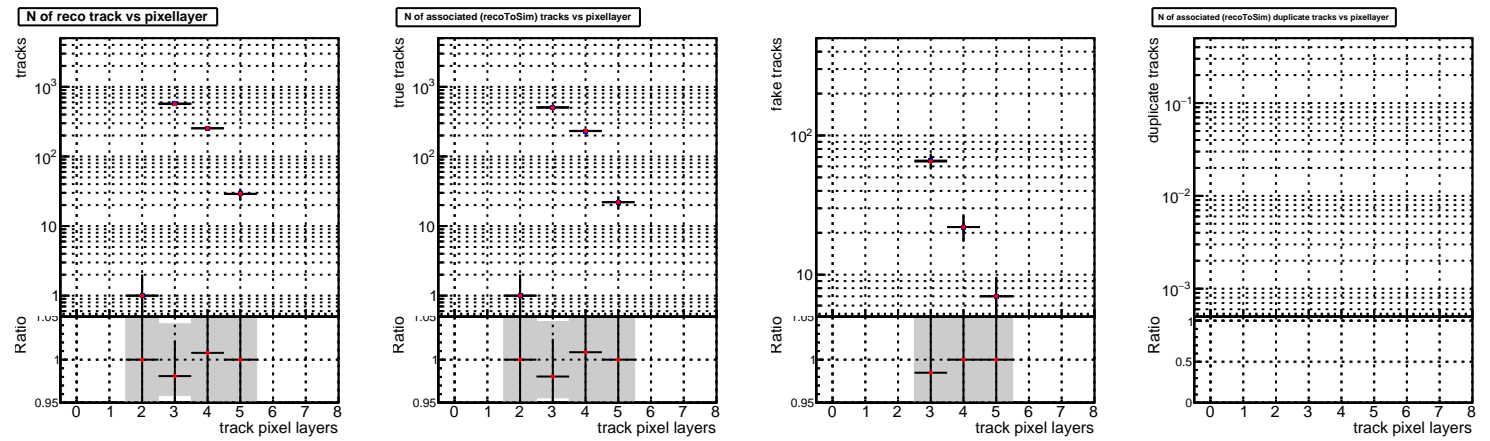 N of reco track vs pixellayer
tracks
10³
10²
10
1
Ratio
1.05
1
0.95
0 1 2 3 4 5 6 7 8
track pixel layers
N of associated (recoToSim) tracks vs pixellayer
true tracks
10³
10²
10
1
Ratio
1.05
1
0.95
0 1 2 3 4 5 6 7 8
track pixel layers
fake tracks
10²
10
Ratio
1.05
1
0.95
0 1 2 3 4 5 6 7 8
track pixel layers
N of associated (recoToSim) duplicate tracks vs pixellayer
duplicate tracks
10⁻¹
10⁻²
10⁻³
Ratio
1
0.5
0
0 1 2 3 4 5 6 7 8
track pixel layers